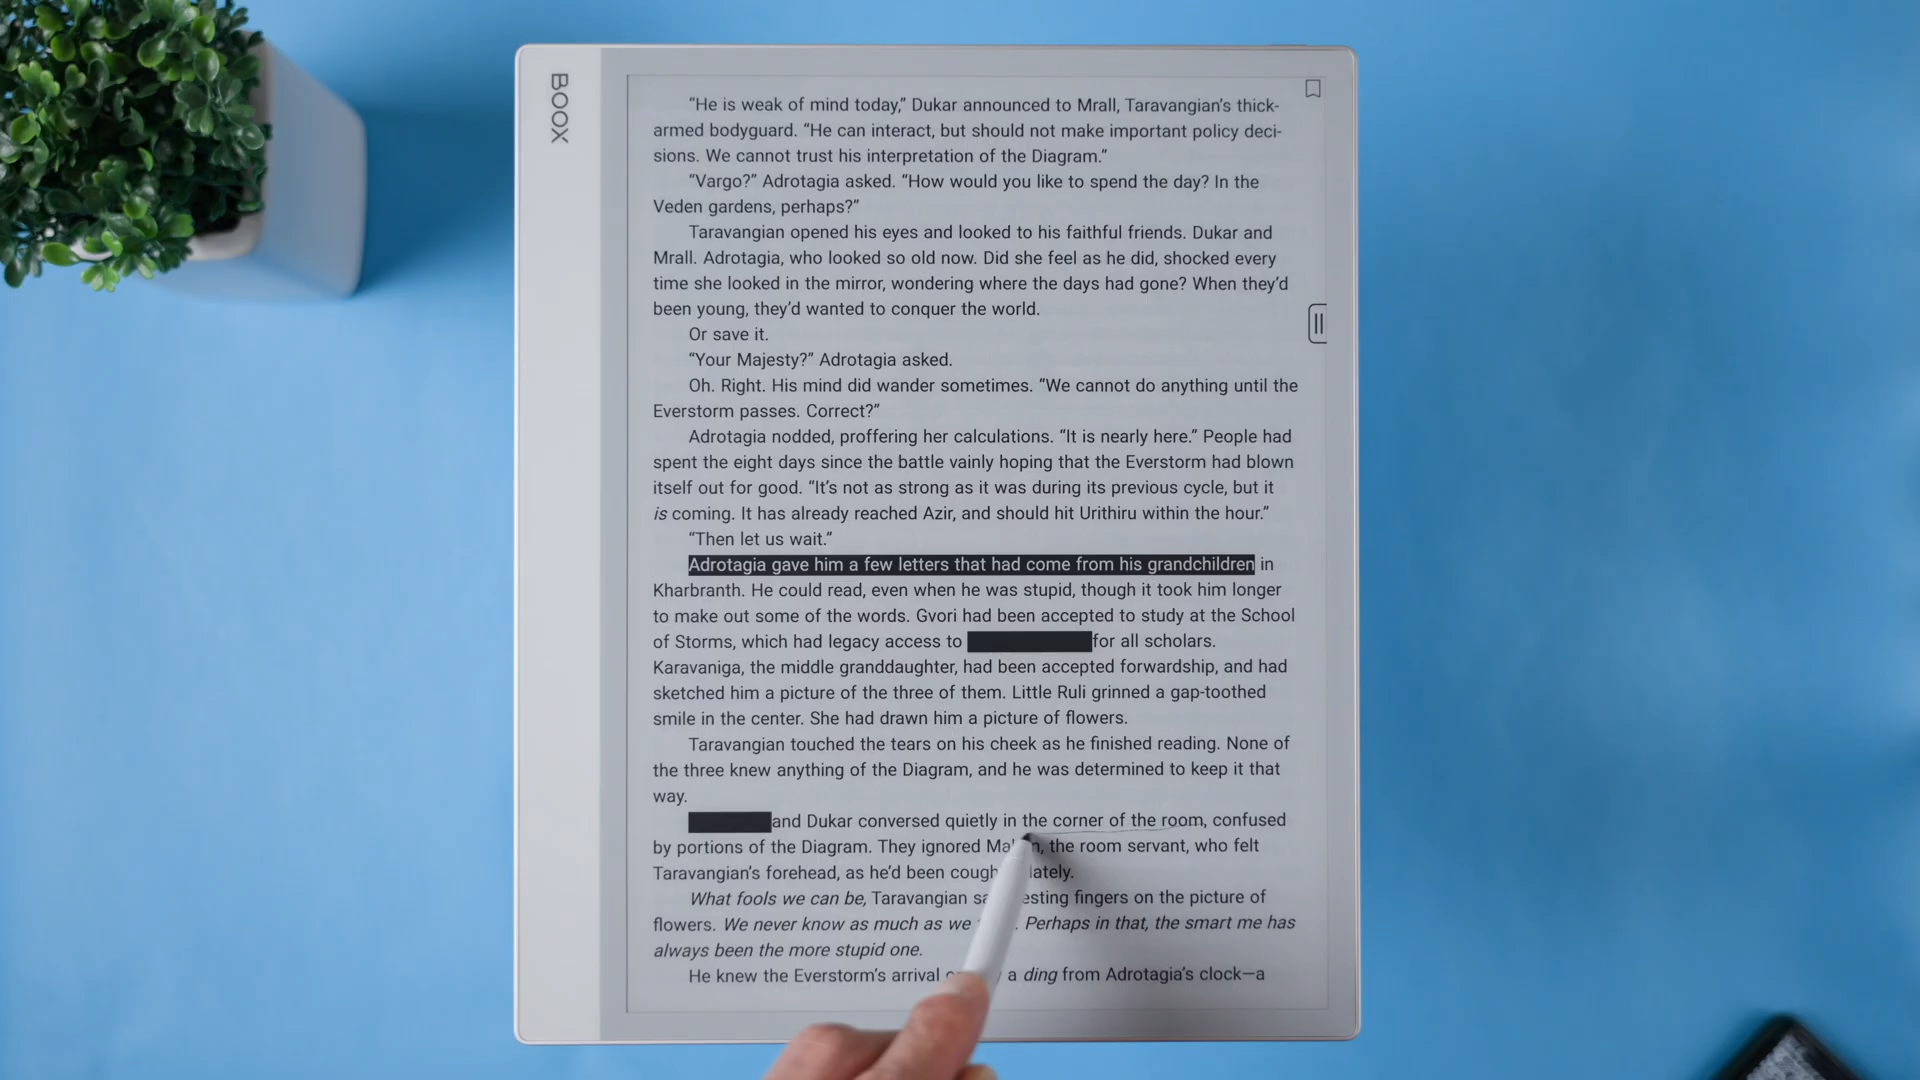 BOOX
“He is weak of mind today,” Dukar announced to Mrall, Taravangian’s thick-
armed bodyguard. “He can interact, but should not make important policy deci-
sions. We cannot trust his interpretation of the Diagram.”
“Vargo?” Adrotagia asked. “How would you like to spend the day? In the
Veden gardens, perhaps?”
Taravangian opened his eyes and looked to his faithful friends. Dukar and
Mrall. Adrotagia, who looked so old now. Did she feel as he did, shocked every
time she looked in the mirror, wondering where the days had gone? When they’d
been young, they’d wanted to conquer the world.
Or save it.
“Your Majesty?” Adrotagia asked.
Oh. Right. His mind did wander sometimes. “We cannot do anything until the
Everstorm passes. Correct?”
Adrotagia nodded, proffering her calculations. “It is nearly here.” People had
spent the eight days since the battle vainly hoping that the Everstorm had blown
itself out for good. “It’s not as strong as it was during its previous cycle, but it
is coming. It has already reached Azir, and should hit Urithiru within the hour.”
“Then let us wait.”
Adrotagia gave him a few letters that had come from his grandchildren in
Kharbranth. He could read, even when he was stupid, though it took him longer
to make out some of the words. Gvori had been accepted to study at the School
of Storms, which had legacy access to for all scholars.
Karavaniga, the middle granddaughter, had been accepted forwardship, and had
sketched him a picture of the three of them. Little Ruli grinned a gap-toothed
smile in the center. She had drawn him a picture of flowers.
Taravangian touched the tears on his cheek as he finished reading. None of
the three knew anything of the Diagram, and he was determined to keep it that
way.
and Dukar conversed quietly in the corner of the room, confused
by portions of the Diagram. They ignored the room servant, who felt
Taravangian’s forehead, as he’d been lately.
What fools we can be, Taravangian fingers on the picture of
flowers. We never know as much as we Perhaps in that, the smart me has
always been the more stupid one.
He knew the Everstorm’s arrival a ding from Adrotagia’s clock—a